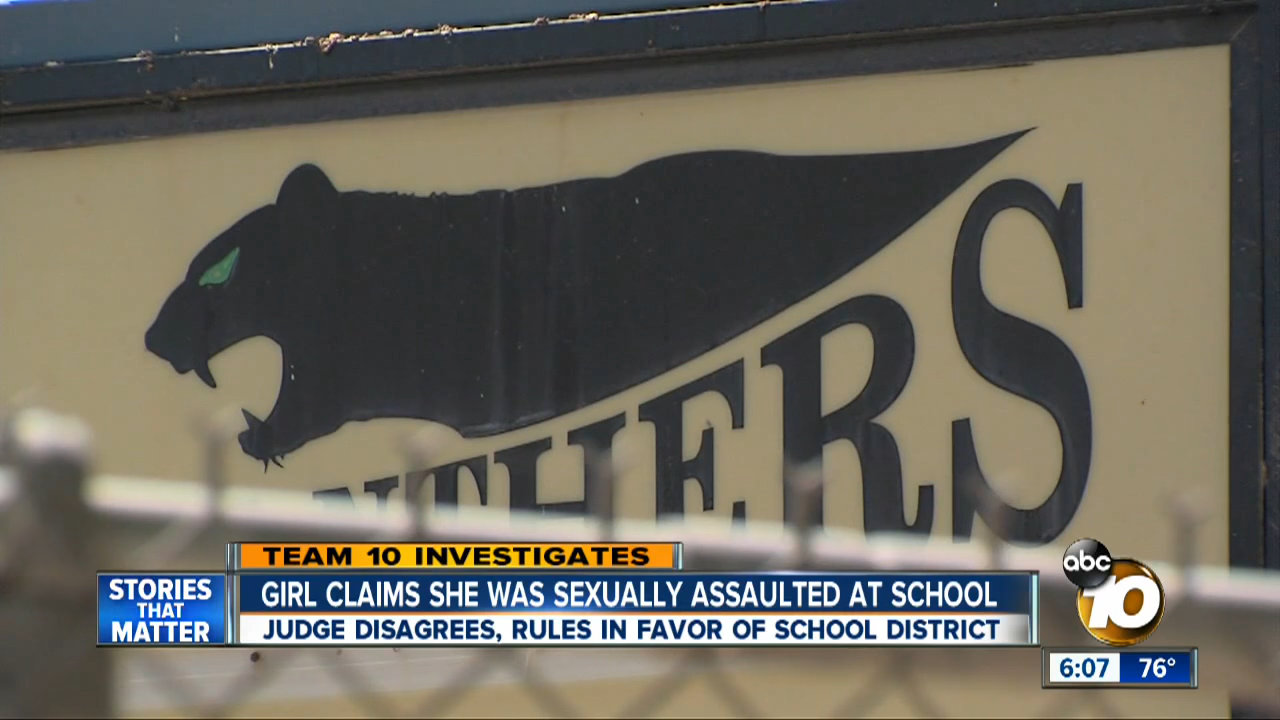 NTHERS
TEAM 10 INVESTIGATES
STORIES
THAT
MATTER
GIRL CLAIMS SHE WAS SEXUALLY ASSAULTED AT SCHOOL
JUDGE DISAGREES, RULES IN FAVOR OF SCHOOL DISTRICT
abc
10
6:07 76°